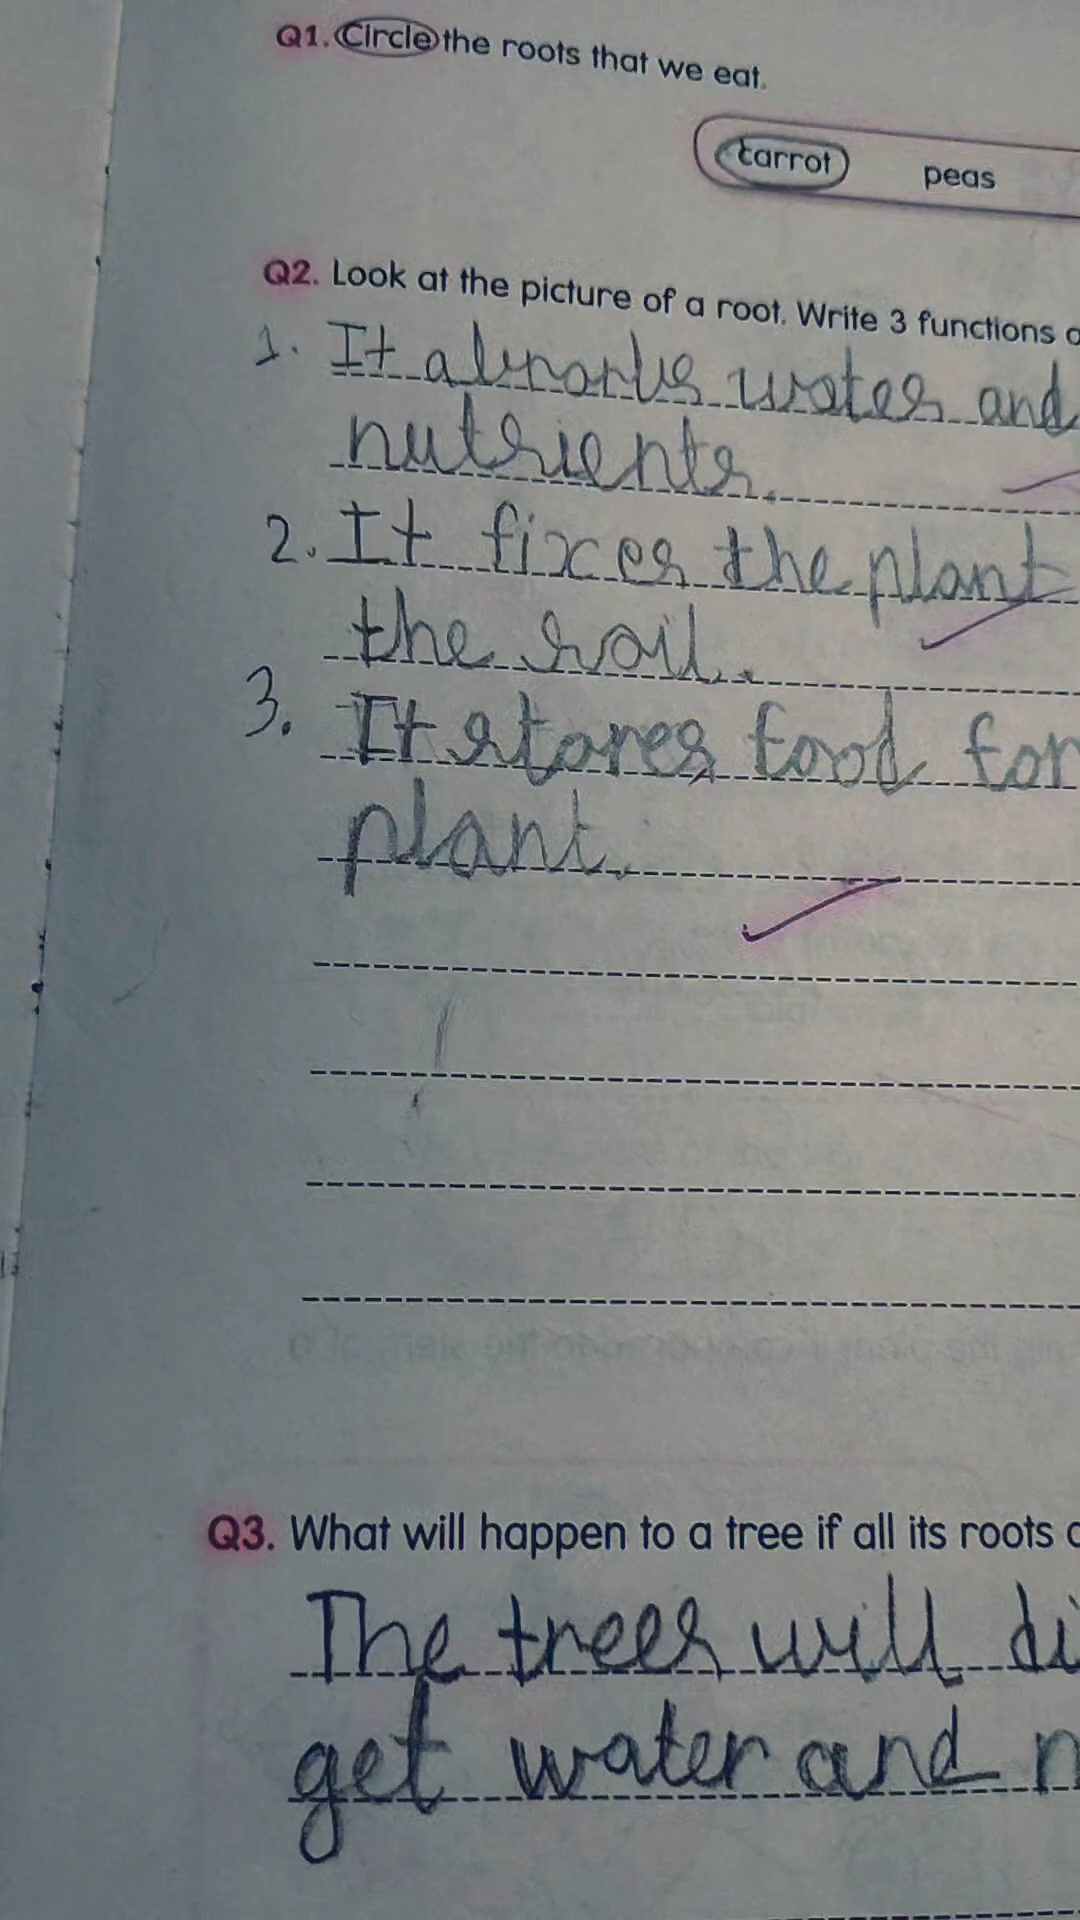 Q1. Circle the roots that we eat.
carrot peas
Q2. Look at the picture of a root. Write 3 functions
1. It absorbs water and
nutrients.
2. It fixes the plant
the soil.
3. It stores food for
plant.
Q3. What will happen to a tree if all its roots
The trees will di
get water and n